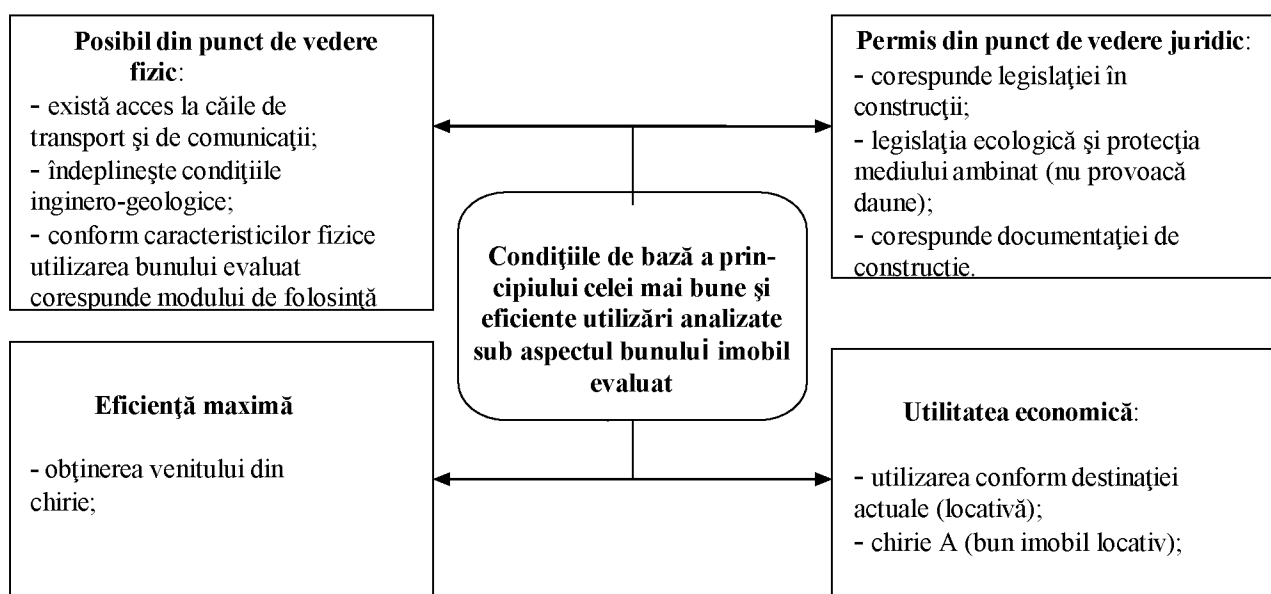 Posibil din punct de vedere
fizic:
- există acces la căile de
transport şi de comunicaţii;
- îndeplineşte condiţiile
inginero-geologice;
- conform caracteristicilor fizice
utilizarea bunului evaluat
corespunde modului de folosinţă
Permis din punct de vedere juridic:
- corespunde legislaţiei în
construcţii;
- legislaţia ecologică şi protecţia
mediului ambinat (nu provoacă
daune);
- corespunde documentaţiei de
construcţie.
Condiţiile de bază a prin-
cipiului celei mai bune şi
eficiente utilizări analizate
sub aspectul bunului imobil
evaluat
Eficienţă maximă
- obţinerea venitului din
chirie;
Utilitatea economică:
- utilizarea conform destinaţiei
actuale (locativă);
- chirie A (bun imobil locativ);